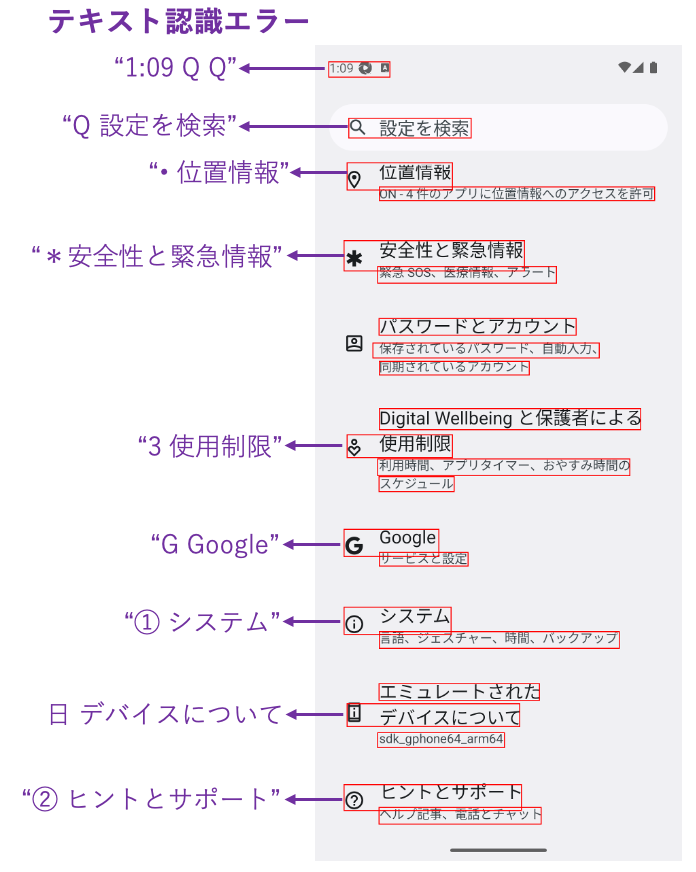 テキスト認識エラー
“1:09 Q Q”
1:09
“Q 設定を検索”
設定を検索
“• 位置情報”
位置情報
ON - 4 件のアプリに位置情報へのアクセスを許可
“＊安全性と緊急情報”
安全性と緊急情報
緊急 SOS、医療情報、アラート
パスワードとアカウント
保存されているパスワード、自動入力、
同期されているアカウント
Digital Wellbeing と保護者による
“3 使用制限”
使用制限
利用時間、アプリタイマー、おやすみ時間の
スケジュール
“G Google”
Google
サービスと設定
“① システム”
システム
言語、ジェスチャー、時間、バックアップ
エミュレートされた
日 デバイスについて
デバイスについて
sdk_gphone64_arm64
“② ヒントとサポート”
ヒントとサポート
ヘルプ記事、電話とチャット